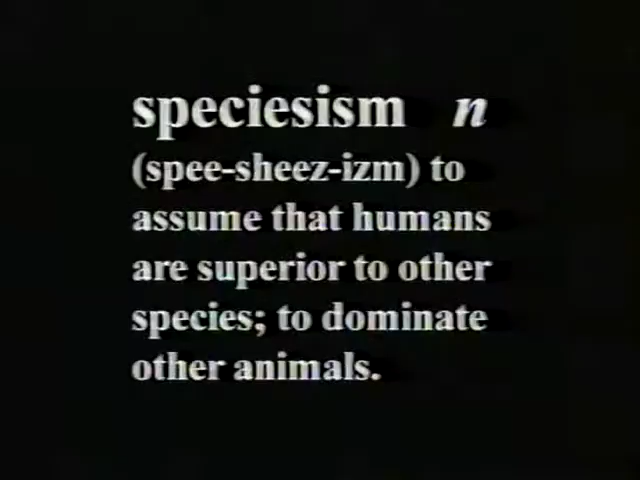 speciesism n
(spee-sheez-izm) to
assume that humans
are superior to other
species; to dominate
other animals.